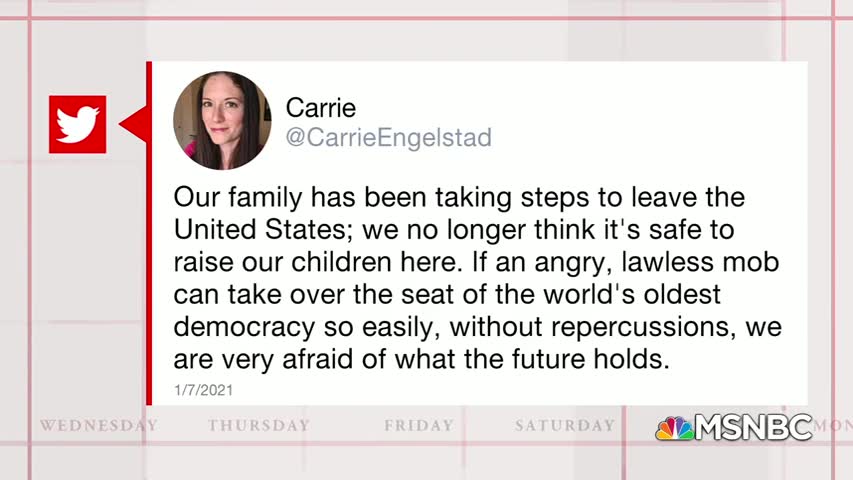 Carrie
@CarrieEngelstad
Our family has been taking steps to leave the
United States; we no longer think it's safe to
raise our children here. If an angry, lawless mob
can take over the seat of the world's oldest
democracy so easily, without repercussions, we
are very afraid of what the future holds.
1/7/2021
WEDNESDAY THURSDAY FRIDAY SATURDAY MSNBC MON